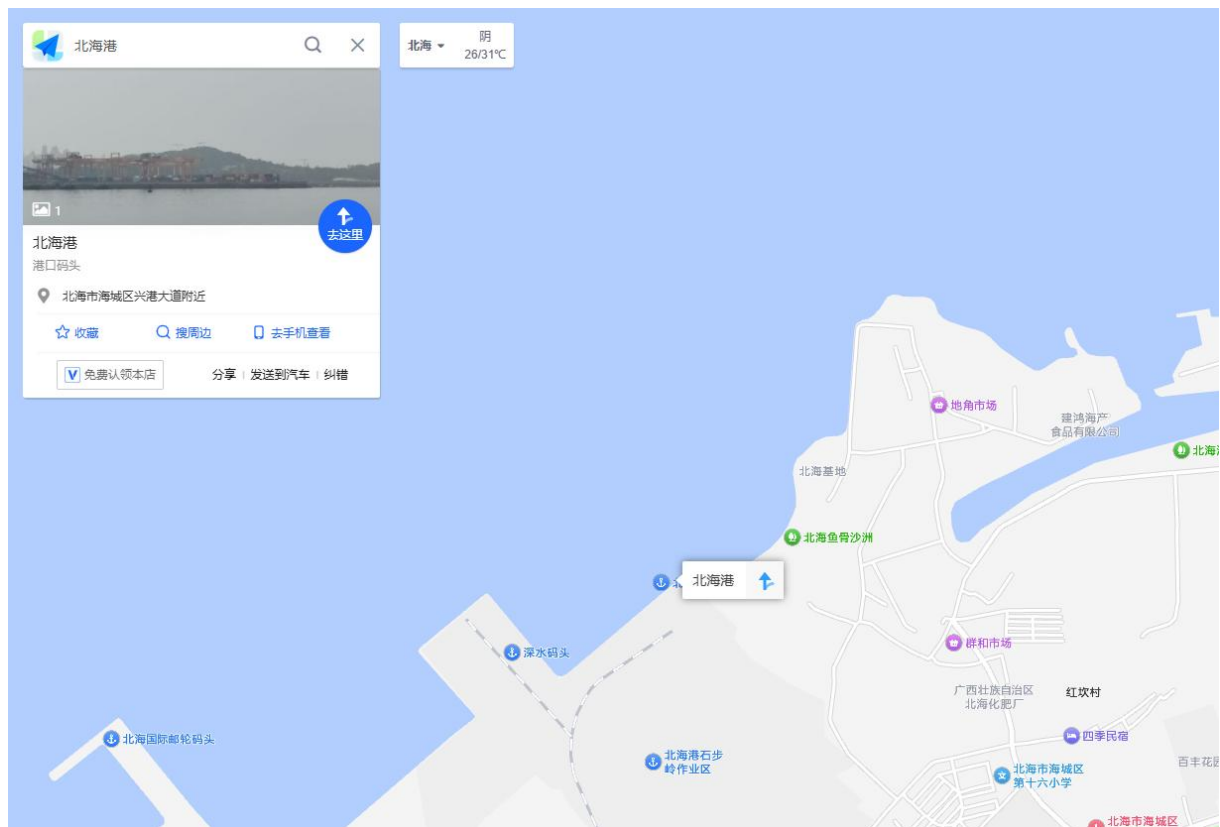 北海港
北海
阴
26/31℃
1
去这里
北海港
港口码头
北海市海城区兴港大道附近
收藏
搜周边
去手机查看
V 免费认领本店
分享
发送到汽车
纠错
地角市场
建鸿海产
食品有限公司
北海
北海基地
北海鱼骨沙洲
北海港
深水码头
群和市场
广西壮族自治区
北海化肥厂
红坎村
北海国际邮轮码头
北海港石步
岭作业区
四季民宿
百丰花园
北海市海城区
第十六小学
北海市海城区